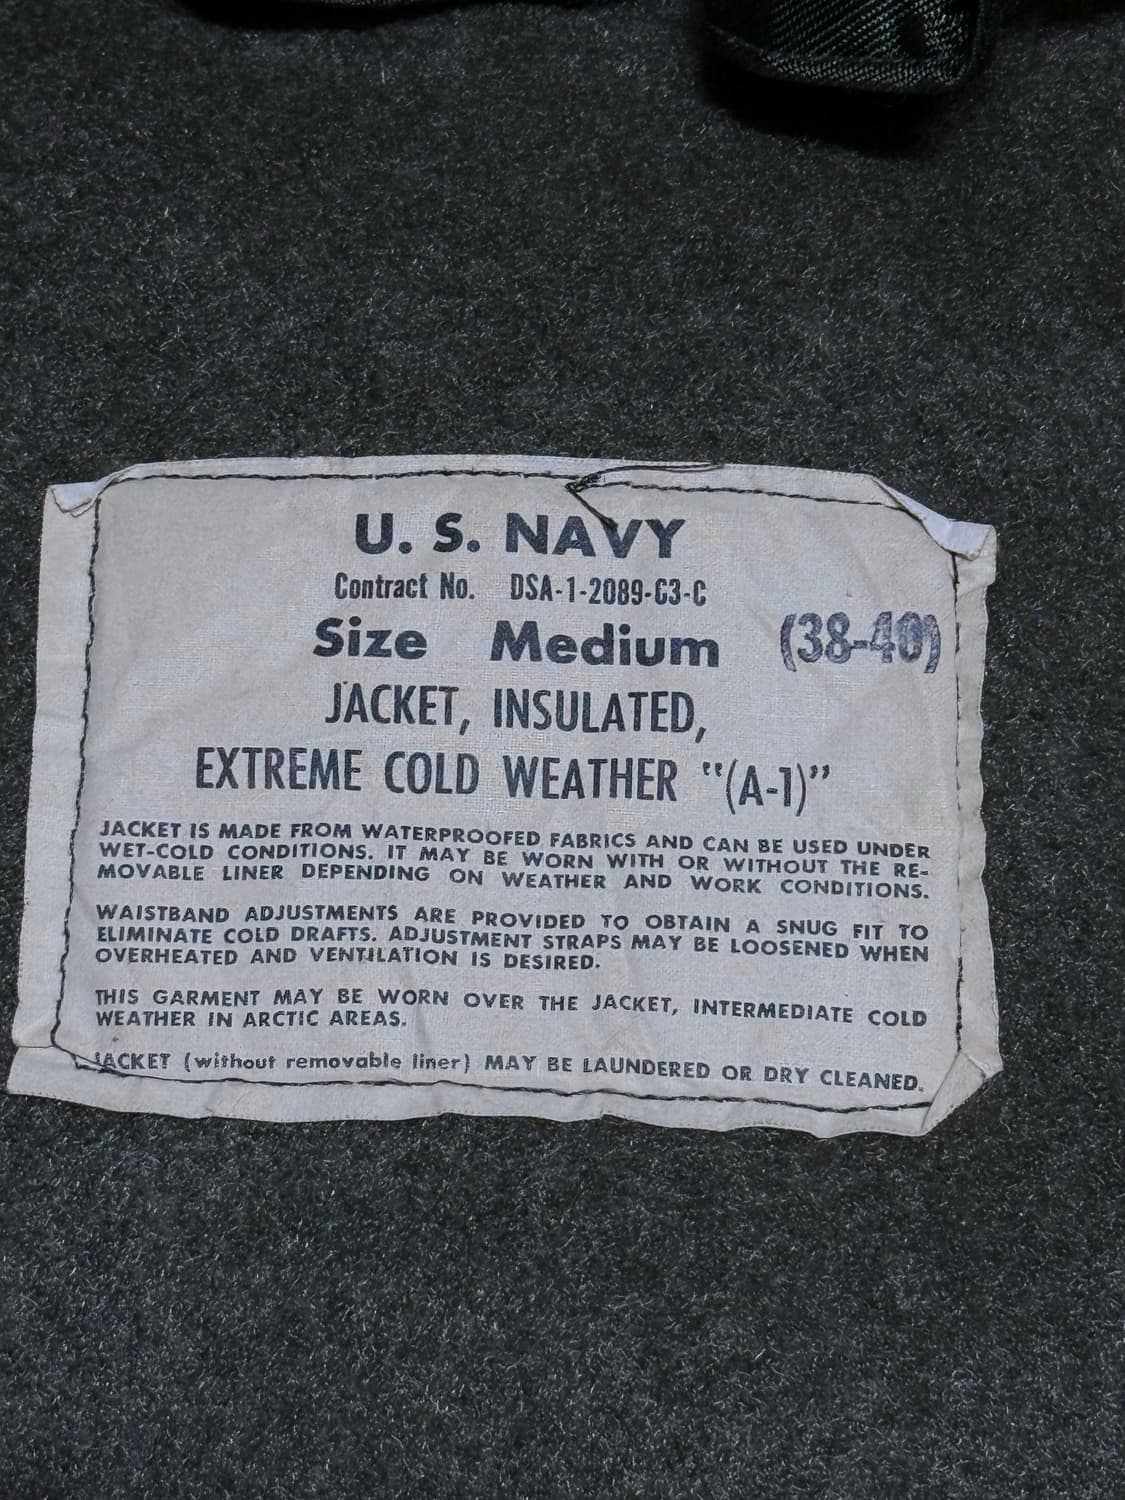 U. S. NAVY
Contract No. DSA-1-2089-63-C
Size Medium (38-40)
JACKET, INSULATED,
EXTREME COLD WEATHER "(A-1)"
JACKET IS MADE FROM WATERPROOFED FABRICS AND CAN BE USED UNDER
WET-COLD CONDITIONS. IT MAY BE WORN WITH OR WITHOUT THE RE-
MOVABLE LINER DEPENDING ON WEATHER AND WORK CONDITIONS.
WAISTBAND ADJUSTMENTS ARE PROVIDED TO OBTAIN A SNUG FIT TO
ELIMINATE COLD DRAFTS. ADJUSTMENT STRAPS MAY BE LOOSENED WHEN
OVERHEATED AND VENTILATION IS DESIRED.
THIS GARMENT MAY BE WORN OVER THE JACKET, INTERMEDIATE COLD
WEATHER IN ARCTIC AREAS.
JACKET (without removable liner) MAY BE LAUNDERED OR DRY CLEANED.